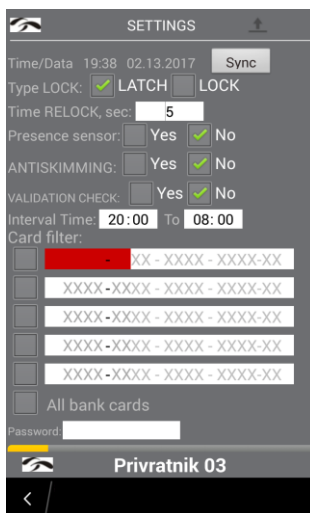 SETTINGS
Time/Data 19:38 02.13.2017 Sync
Type LOCK: LATCH LOCK
Time RELOCK, sec: 5
Presence sensor: Yes No
ANTISKIMMING: Yes No
VALIDATION CHECK: Yes No
Interval Time: 20:00 To 08:00
Card filter:
- XX - XXXX - XXXX-XX
XXXX-XXXX - XXXX - XXXX-XX
XXXX-XXXX - XXXX - XXXX-XX
XXXX-XXXX - XXXX - XXXX-XX
XXXX-XXXX - XXXX - XXXX-XX
All bank cards
Password:
Privratnik 03